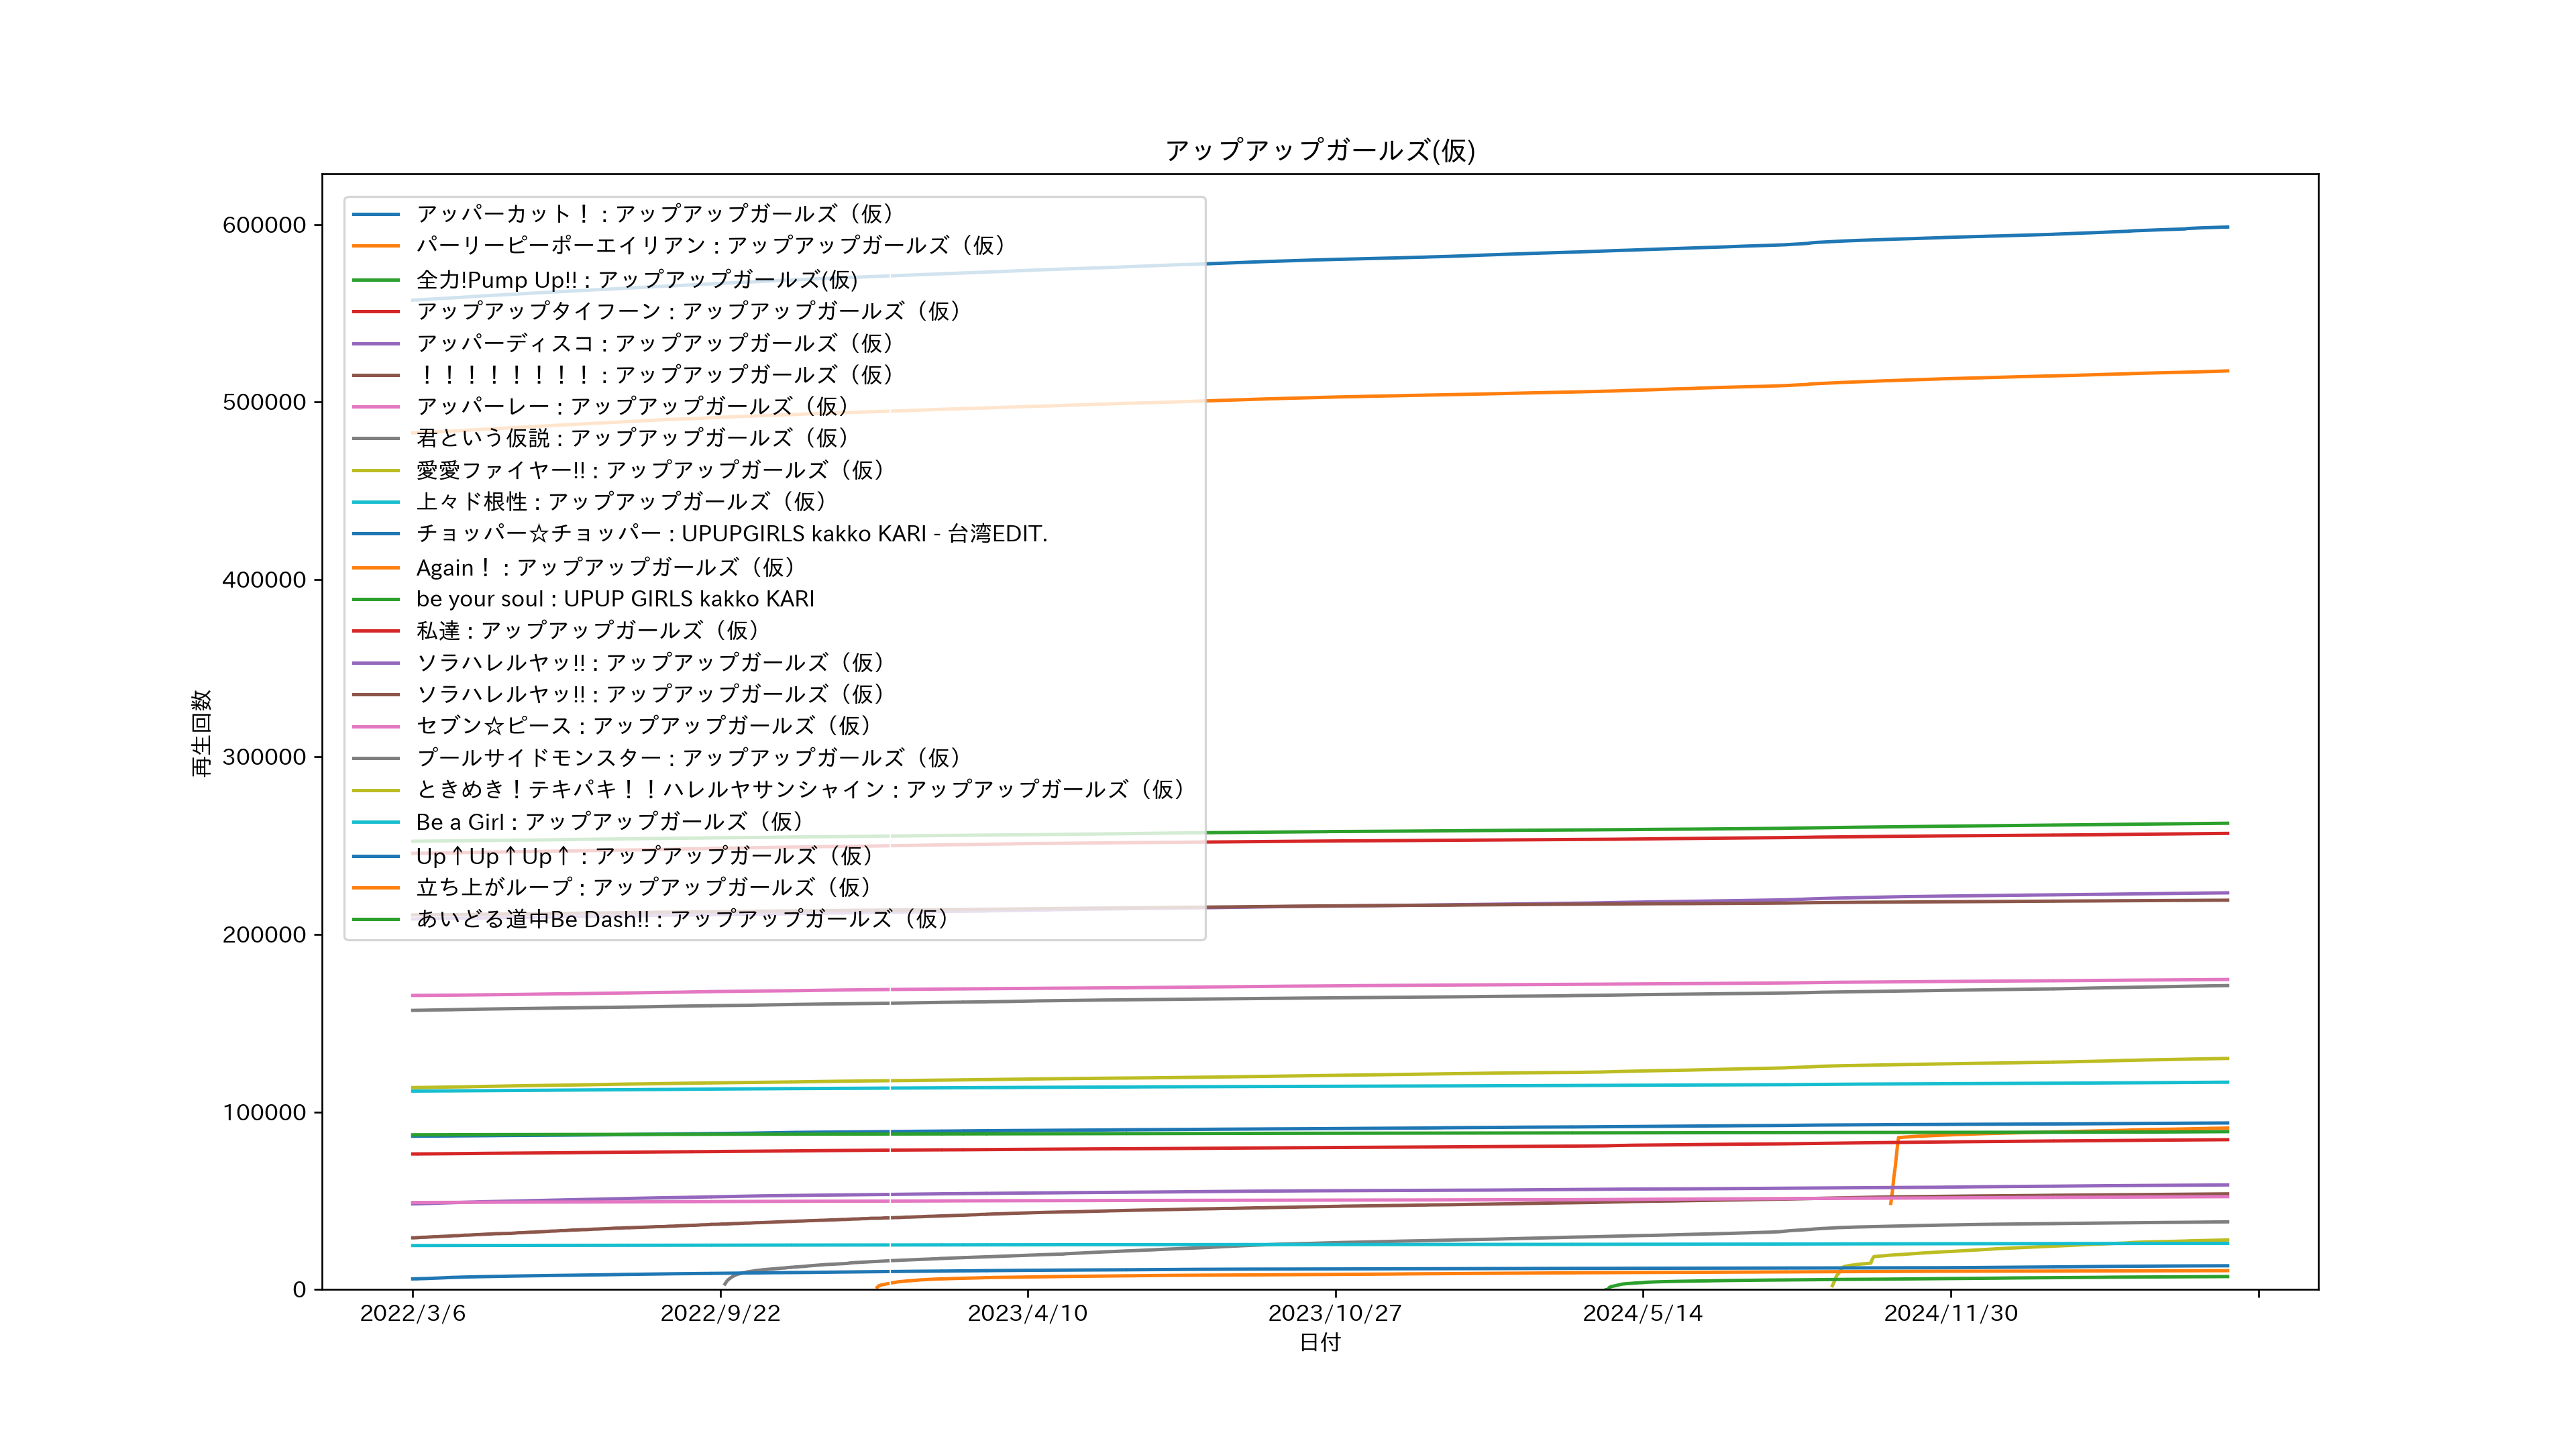 アップアップガールズ(仮)
アッパーカット！ : アップアップガールズ（仮）
パーリーピーポーエイリアン : アップアップガールズ（仮）
全力!Pump Up!! : アップアップガールズ(仮)
アップアップタイフーン : アップアップガールズ（仮）
アッパーディスコ : アップアップガールズ（仮）
！！！！！！！！ : アップアップガールズ（仮）
アッパーレー : アップアップガールズ（仮）
君という仮説 : アップアップガールズ（仮）
愛愛ファイヤー!! : アップアップガールズ（仮）
上々ド根性 : アップアップガールズ（仮）
チョッパー☆チョッパー : UPUPGIRLS kakko KARI - 台湾EDIT.
Again！ : アップアップガールズ（仮）
be your soul : UPUP GIRLS kakko KARI
私達 : アップアップガールズ（仮）
ソラハレルヤッ!! : アップアップガールズ（仮）
ソラハレルヤッ!! : アップアップガールズ（仮）
セブン☆ピース : アップアップガールズ（仮）
プールサイドモンスター : アップアップガールズ（仮）
ときめき！テキパキ！！ハレルヤサンシャイン : アップアップガールズ（仮）
Be a Girl : アップアップガールズ（仮）
Up↑Up↑Up↑ : アップアップガールズ（仮）
立ち上がループ : アップアップガールズ（仮）
あいどる道中Be Dash!! : アップアップガールズ（仮）
再生回数
600000
500000
400000
300000
200000
100000
0
2022/3/6
2022/9/22
2023/4/10
2023/10/27
2024/5/14
2024/11/30
日付